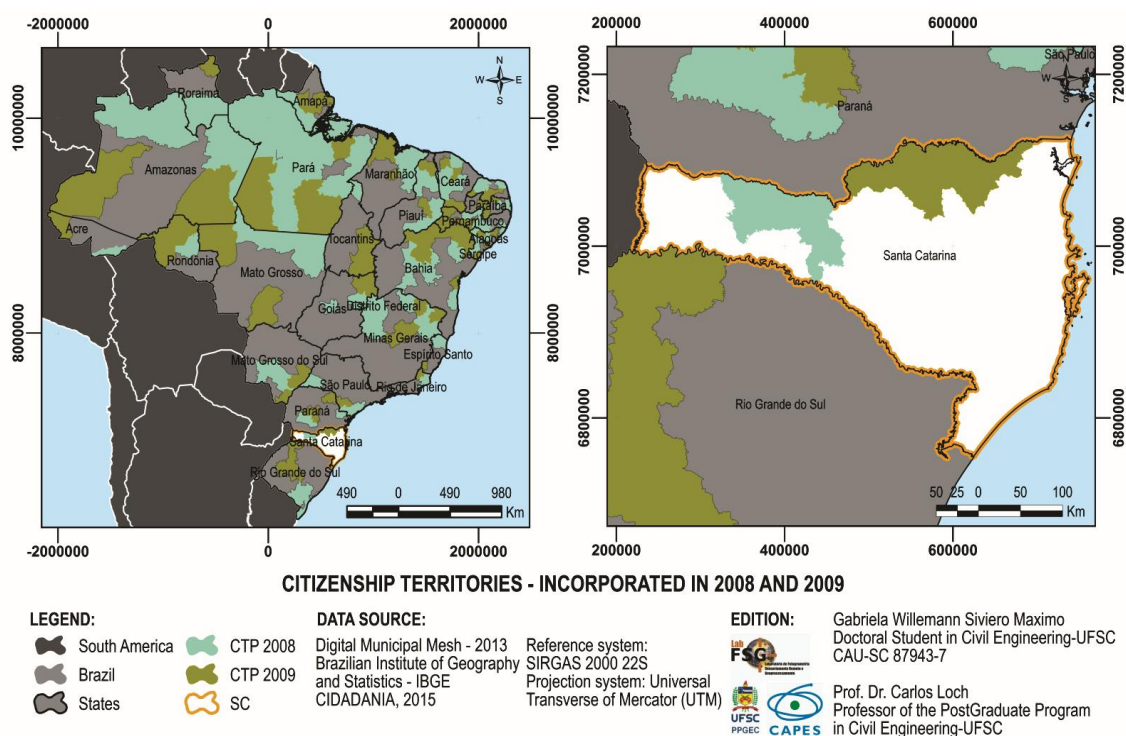 -2000000
0
2000000
200000
400000
600000
10000000
8000000
N
W
E
S
Roraima
Amapá
Amazonas
Pará
Maranhão
Ceará
Paraíba
Piauí
Pernambuco
Acre
Alagoas
Tocantins
Sergipe
Rondônia
Bahia
Mato Grosso
Goiás
Distrito Federal
Minas Gerais
Espírito Santo
Mato Grosso do Sul
São Paulo
Rio de Janeiro
Paraná
Santa Catarina
Rio Grande do Sul
490 0 490 980
Km
10000000
8000000
-2000000
0
2000000
7200000
7000000
6800000
São Paulo
N
W
S
Paraná
Santa Catarina
Rio Grande do Sul
50 25 0 50 100
Km
7200000
7000000
6800000
200000
400000
600000
CITIZENSHIP TERRITORIES - INCORPORATED IN 2008 AND 2009
LEGEND:
South America
Brazil
States
CTP 2008
CTP 2009
SC
DATA SOURCE:
Digital Municipal Mesh - 2013
Brazilian Institute of Geography
and Statistics - IBGE
CIDADANIA, 2015
Reference system:
SIRGAS 2000 22S
Projection system: Universal
Transverse of Mercator (UTM)
EDITION:
Lab
FSG
UFSC
PPGEC
CAPES
Gabriela Willemann Siviero Maximo
Doctoral Student in Civil Engineering-UFSC
CAU-SC 87943-7
Prof. Dr. Carlos Loch
Professor of the PostGraduate Program
in Civil Engineering-UFSC